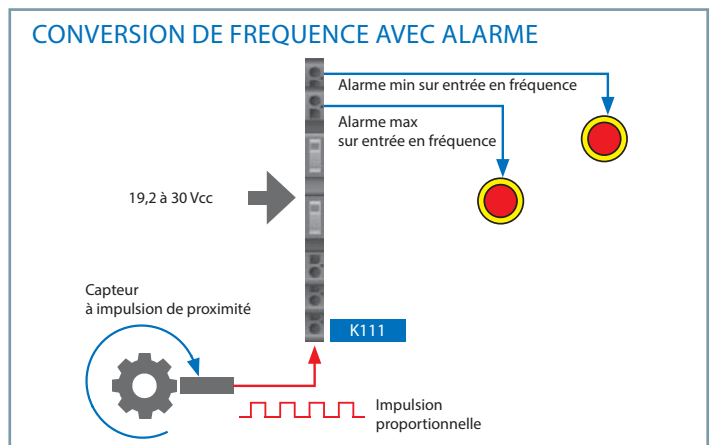 CONVERSION DE FREQUENCE AVEC ALARME
Alarme min sur entrée en fréquence
Alarme max
sur entrée en fréquence
19,2 à 30 Vcc
Capteur
à impulsion de proximité
K111
Impulsion
proportionnelle